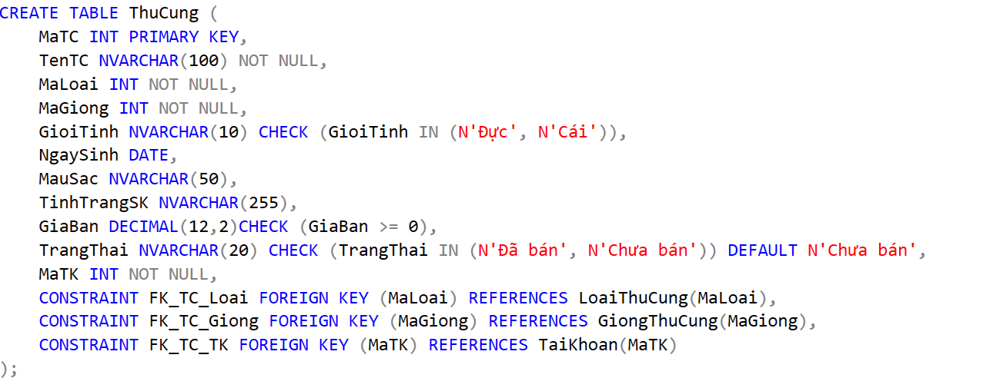 CREATE TABLE ThuCung (
    MaTC INT PRIMARY KEY,
    TenTC NVARCHAR(100) NOT NULL,
    MaLoai INT NOT NULL,
    MaGiong INT NOT NULL,
    GioiTinh NVARCHAR(10) CHECK (GioiTinh IN (N'Đực', N'Cái')),
    NgaySinh DATE,
    MauSac NVARCHAR(50),
    TinhTrangSK NVARCHAR(255),
    GiaBan DECIMAL(12,2)CHECK (GiaBan >= 0),
    TrangThai NVARCHAR(20) CHECK (TrangThai IN (N'Đã bán', N'Chưa bán')) DEFAULT N'Chưa bán',
    MaTK INT NOT NULL,
    CONSTRAINT FK_TC_Loai FOREIGN KEY (MaLoai) REFERENCES LoaiThuCung(MaLoai),
    CONSTRAINT FK_TC_Giong FOREIGN KEY (MaGiong) REFERENCES GiongThuCung(MaGiong),
    CONSTRAINT FK_TC_TK FOREIGN KEY (MaTK) REFERENCES TaiKhoan(MaTK)
);